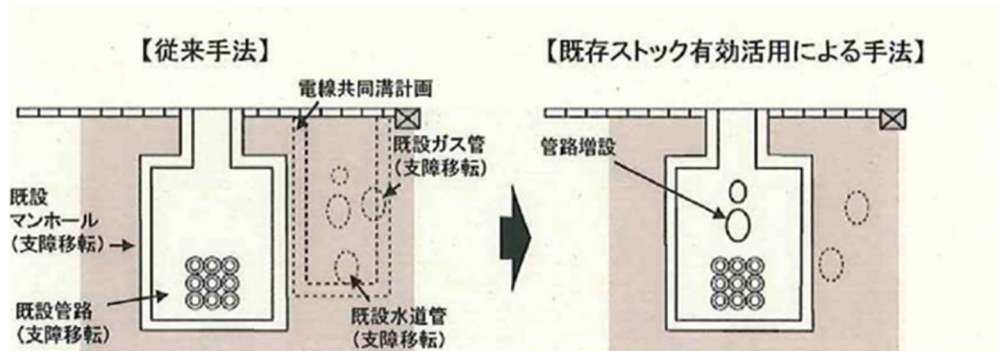 【従来手法】
電線共同溝計画
既設ガス管
(支障移転)
既設
マンホール
(支障移転)
既設管路
(支障移転)
既設水道管
(支障移転)
【既存ストック有効活用による手法】
管路増設